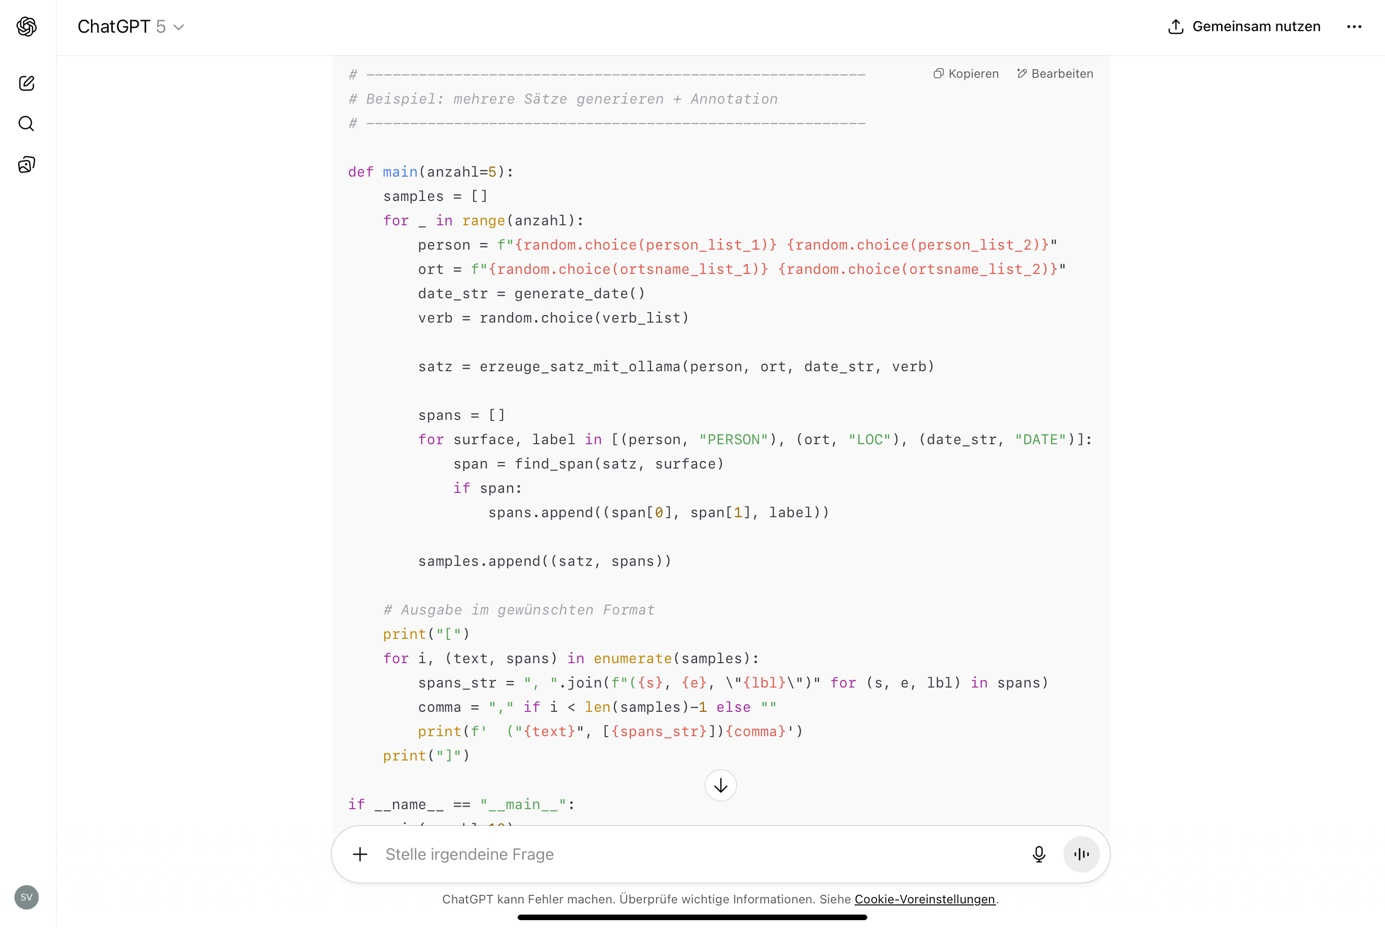 ChatGPT 5
Gemeinsam nutzen
# ---------------------------------------------------------
Kopieren
Bearbeiten
# Beispiel: mehrere Sätze generieren + Annotation
# ---------------------------------------------------------
def main(anzahl=5):
    samples = []
    for _ in range(anzahl):
        person = f"{random.choice(person_list_1)} {random.choice(person_list_2)}"
        ort = f"{random.choice(ortsname_list_1)} {random.choice(ortsname_list_2)}"
        date_str = generate_date()
        verb = random.choice(verb_list)
        satz = erzeuge_satz_mit_ollama(person, ort, date_str, verb)
        spans = []
        for surface, label in [(person, "PERSON"), (ort, "LOC"), (date_str, "DATE")]:
            span = find_span(satz, surface)
            if span:
                spans.append((span[0], span[1], label))
        samples.append((satz, spans))
    # Ausgabe im gewünschten Format
    print("[")
    for i, (text, spans) in enumerate(samples):
        spans_str = ", ".join(f"({s}, {e}, \"{lbl}\")" for (s, e, lbl) in spans)
        comma = "," if i < len(samples)-1 else ""
        print(f'  ("{text}", [{spans_str}]){comma}')
    print("]")
if __name__ == "__main__":
Stelle irgendeine Frage
SV
ChatGPT kann Fehler machen. Überprüfe wichtige Informationen. Siehe Cookie-Voreinstellungen.